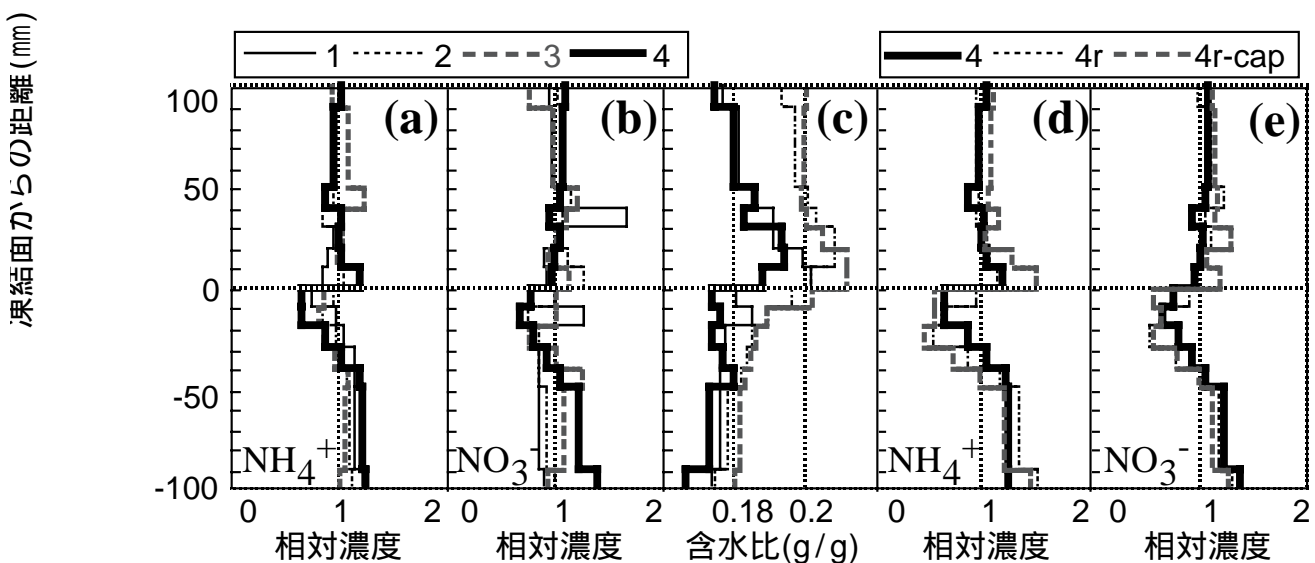 凍結面からの距離(㎜)
1 2 3 4
4 4r 4r-cap
100
50
0
-50
-100
(a) (b) (c) (d) (e)
NH4+ NO3- NH4+ NO3-
0 1 2 0 1 2 0.18 0.2 0 1 2 0 1 2
相対濃度 相対濃度 含水比(g/g) 相対濃度 相対濃度